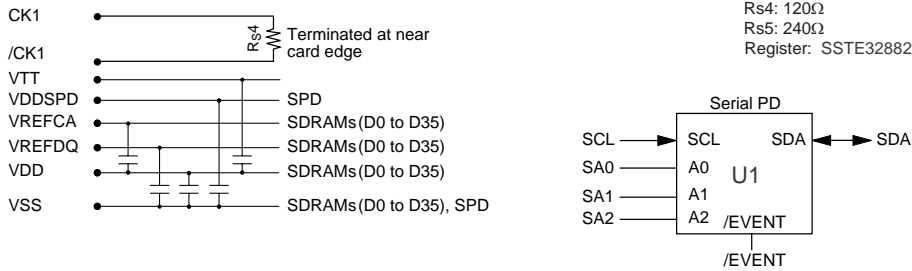 CK1
Rs4
Terminated at near
card edge
/CK1
VTT
VDDSPD
SPD
VREFCA
SDRAMs (D0 to D35)
VREFDQ
SDRAMs (D0 to D35)
VDD
SDRAMs (D0 to D35)
VSS
SDRAMs (D0 to D35), SPD
Rs4: 120Ω
Rs5: 240Ω
Register: SSTE32882
Serial PD
SCL
SCL
SDA
SDA
SA0
A0
U1
SA1
A1
SA2
A2
/EVENT
/EVENT